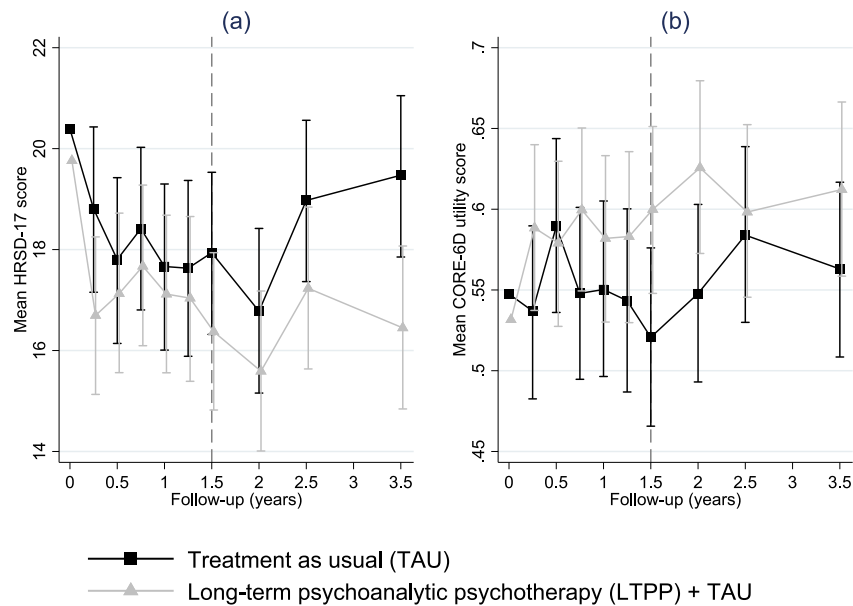 (a)
(b)
Mean HRSD-17 score
22
20
18
16
14
0 0.5 1 1.5 2 2.5 3 3.5
Follow-up (years)
Mean CORE-6D utility score
7.
65
.6
.55
.5
.45
0 0.5 1 1.5 2 2.5 3 3.5
Follow-up (years)
Treatment as usual (TAU)
Long-term psychoanalytic psychotherapy (LTPP) + TAU